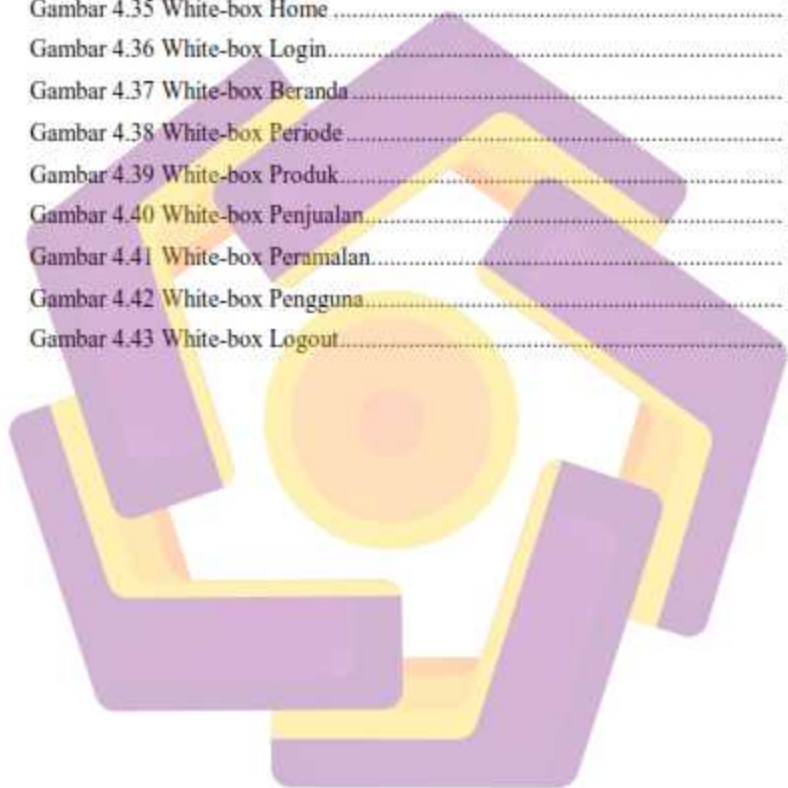 Gambar 4.35 White-box Home ........................................................................
Gambar 4.36 White-box Login........................................................................
Gambar 4.37 White-box Beranda........................................................................
Gambar 4.38 White-box Periode........................................................................
Gambar 4.39 White-box Produk........................................................................
Gambar 4.40 White-box Penjualan........................................................................
Gambar 4.41 White-box Peramalan........................................................................
Gambar 4.42 White-box Pengguna........................................................................
Gambar 4.43 White-box Logout........................................................................